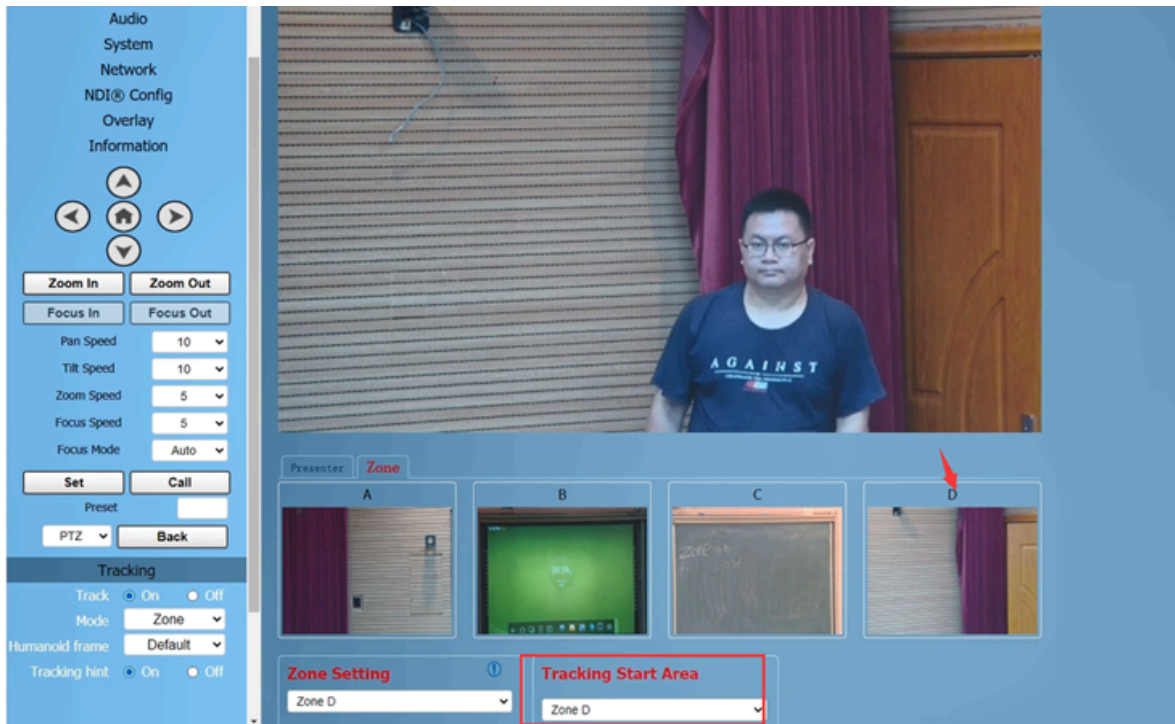 Audio
System
Network
NDI® Config
Overlay
Information
Zoom In Zoom Out
Focus In Focus Out
Pan Speed 10
Tilt Speed 10
Zoom Speed 5
Focus Speed 5
Focus Mode Auto
Set Call
Preset
PTZ Back
Tracking
Track On Off
Mode Zone
Humanoid frame Default
Tracking hint On Off
AGAINST
Presenter Zone
A B C D
Zone Setting
Zone D
Tracking Start Area
Zone D